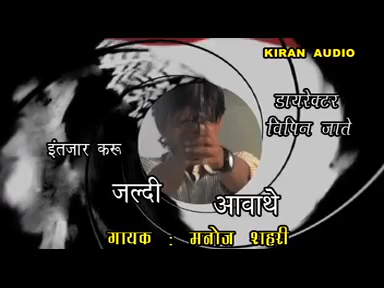 KIRAN AUDIO
डायरेक्टर
विपिन जाते
इंतजार करू
जल्दी
आवाथे
गायक : मनोज शहरी